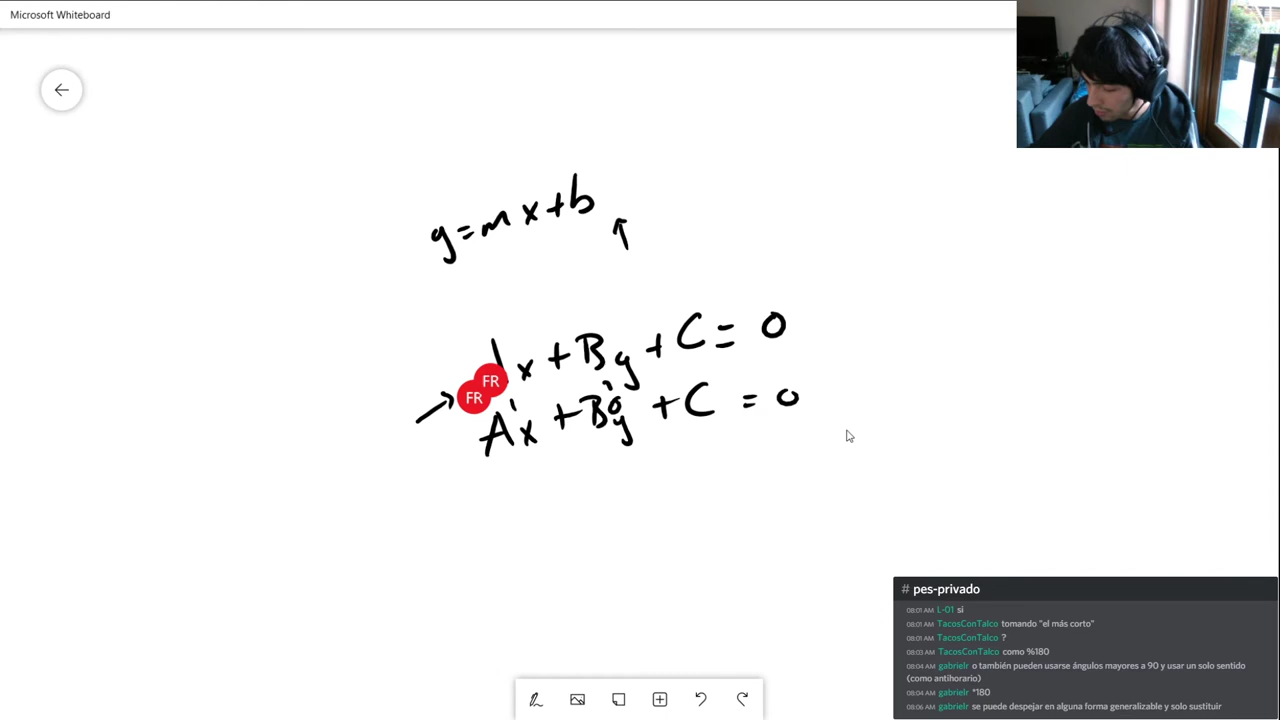 Microsoft Whiteboard
y=mx+b
Ax+By+C=0
FR
FR
Ax+By+C=0
# pes-privado
08:01 AM L-01 si
08:01 AM TacosConTalco tomando "el más corto"
08:01 AM TacosConTalco ?
08:03 AM TacosConTalco como %180
08:04 AM gabrielr o también pueden usarse ángulos mayores a 90 y usar un solo sentido
(como antihorario)
08:04 AM gabrielr *180
08:06 AM gabrielr se puede despejar en alguna forma generalizable y solo sustituir